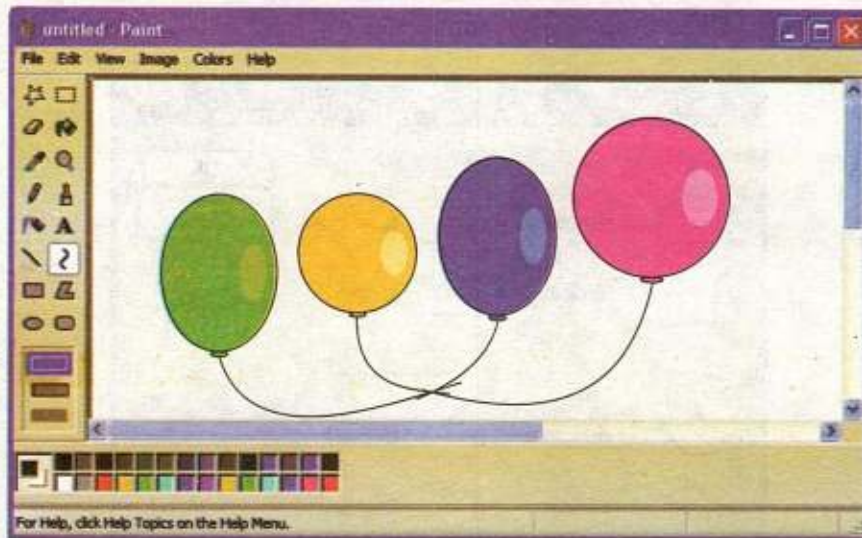 untitled - Paint
File Edit View Image Colors Help
A
For Help, click Help Topics on the Help Menu.